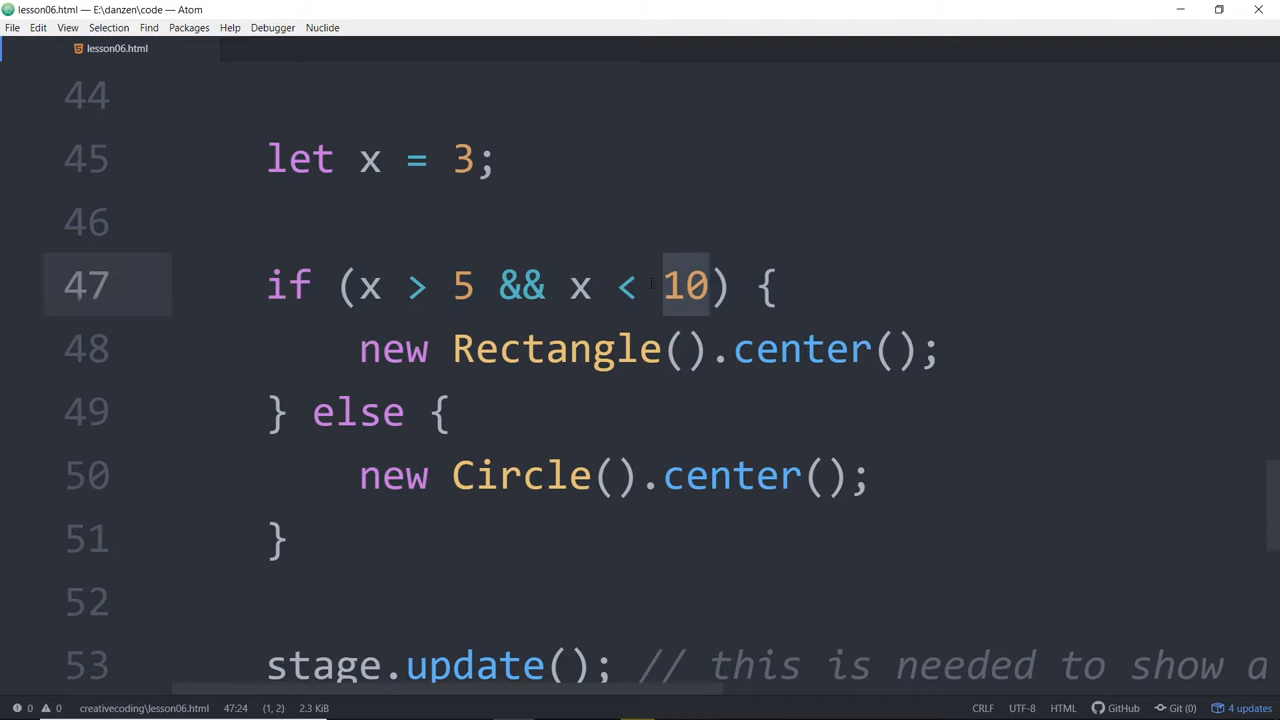 lesson06.html — E:\danzen\code — Atom
File Edit View Selection Find Packages Help Debugger Nuclide
lesson06.html
44
45 let x = 3;
46
47 if (x > 5 && x < 10) {
48 new Rectangle().center();
49 } else {
50 new Circle().center();
51 }
52
53 stage.update(); // this is needed to show a
0 0 creativecoding\lesson06.html 47:24 (1, 2) 2.3 KiB CRLF UTF-8 HTML GitHub Git (0) 4 updates